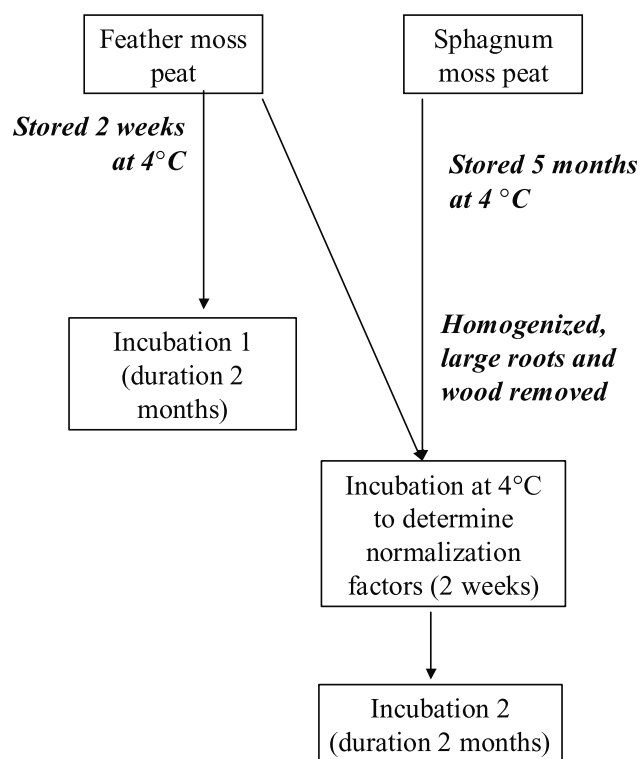 Feather moss
peat
Sphagnum
moss peat
Stored 2 weeks
at 4°C
Stored 5 months
at 4 °C
Incubation 1
(duration 2
months)
Homogenized,
large roots and
wood removed
Incubation at 4°C
to determine
normalization
factors (2 weeks)
Incubation 2
(duration 2 months)